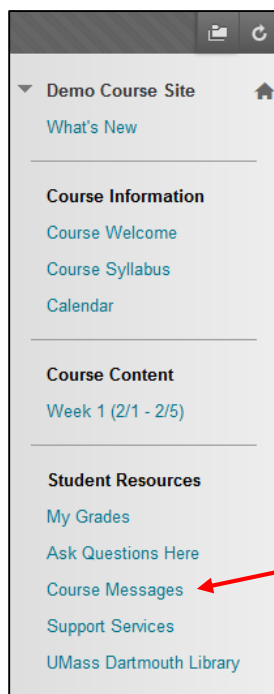 Demo Course Site
What's New
Course Information
Course Welcome
Course Syllabus
Calendar
Course Content
Week 1 (2/1 - 2/5)
Student Resources
My Grades
Ask Questions Here
Course Messages
Support Services
UMass Dartmouth Library